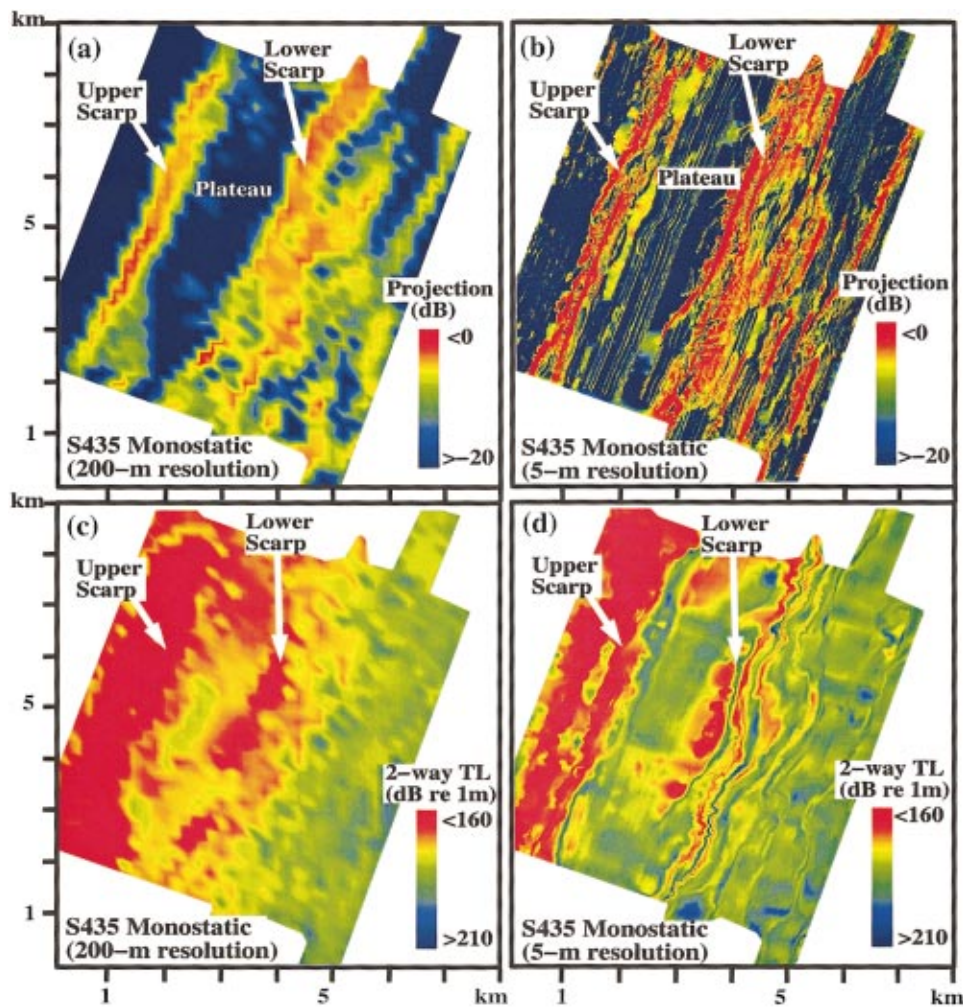 km
(a)
Lower
Scarp
Upper
Scarp
Plateau
5
Projection
(dB)
<0
>−20
1
S435 Monostatic
(200−m resolution)
(b)
Lower
Scarp
Upper
Scarp
Plateau
Projection
(dB)
<0
>−20
S435 Monostatic
(5−m resolution)
km
(c)
Lower
Scarp
Upper
Scarp
5
2−way TL
(dB re 1m)
<160
>210
1
S435 Monostatic
(200−m resolution)
(d)
Lower
Scarp
Upper
Scarp
2−way TL
(dB re 1m)
<160
>210
S435 Monostatic
(5−m resolution)
1 5 km 1 5 km